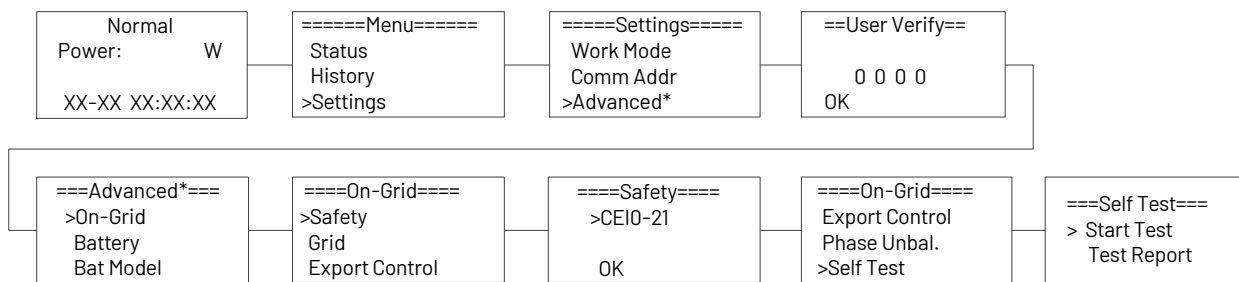 Normal
Power: W
XX-XX XX:XX:XX
======Menu======
Status
History
>Settings
=====Settings=====
Work Mode
Comm Addr
>Advanced*
==User Verify==
0 0 0 0
OK
===Advanced*===
>On-Grid
Battery
Bat Model
====On-Grid====
>Safety
Grid
Export Control
====Safety====
>CEI0-21
OK
====On-Grid====
Export Control
Phase Unbal.
>Self Test
===Self Test===
> Start Test
Test Report